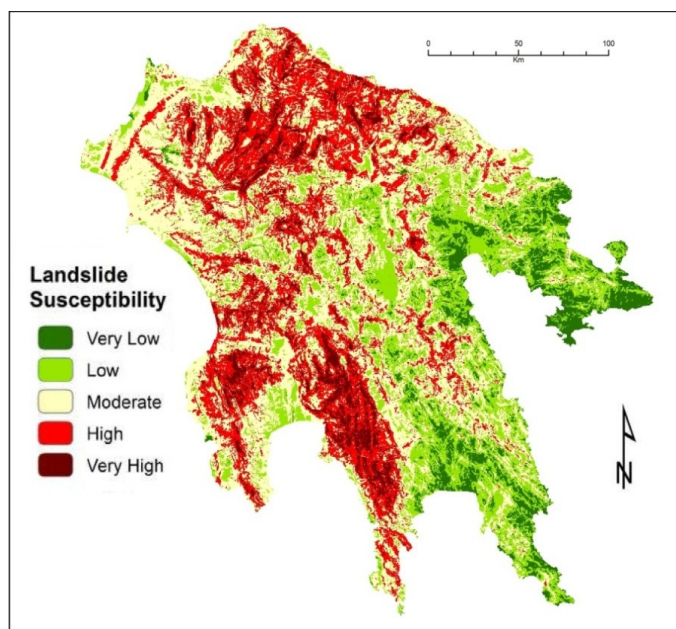 0 50 100
Km
Landslide
Susceptibility
Very Low
Low
Moderate
High
Very High
N